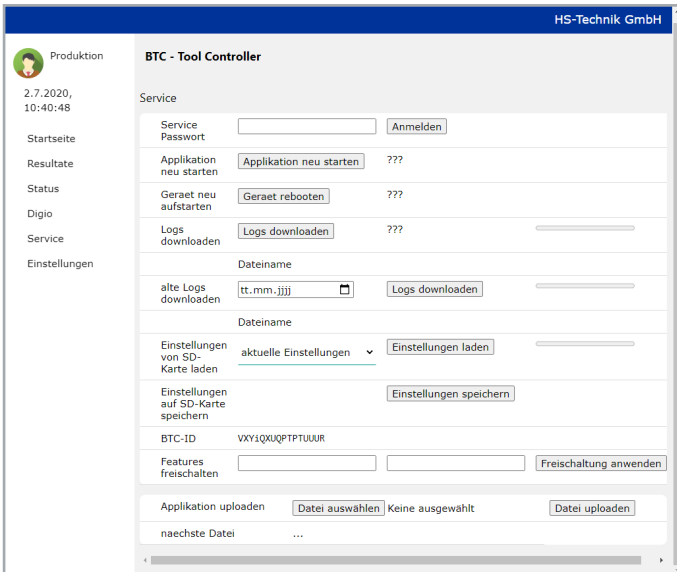 HS-Technik GmbH
Produktion
2.7.2020,
10:40:48
Startseite
Resultate
Status
Digio
Service
Einstellungen
BTC - Tool Controller
Service
Service
Passwort
Anmelden
Applikation
neu starten
Applikation neu starten
???
Geraet neu
aufstarten
Geraet rebooten
???
Logs
downloaden
Logs downloaden
???
Dateiname
alte Logs
downloaden
tt.mm.jjjj
Logs downloaden
Dateiname
Einstellungen
von SD-
Karte laden
aktuelle Einstellungen
Einstellungen laden
Einstellungen
auf SD-Karte
speichern
Einstellungen speichern
BTC-ID
VXYiQXUQPTPTUUUR
Features
freischalten
Freischaltung anwenden
Applikation uploaden
Datei auswählen
Keine ausgewählt
Datei uploaden
naechste Datei
...